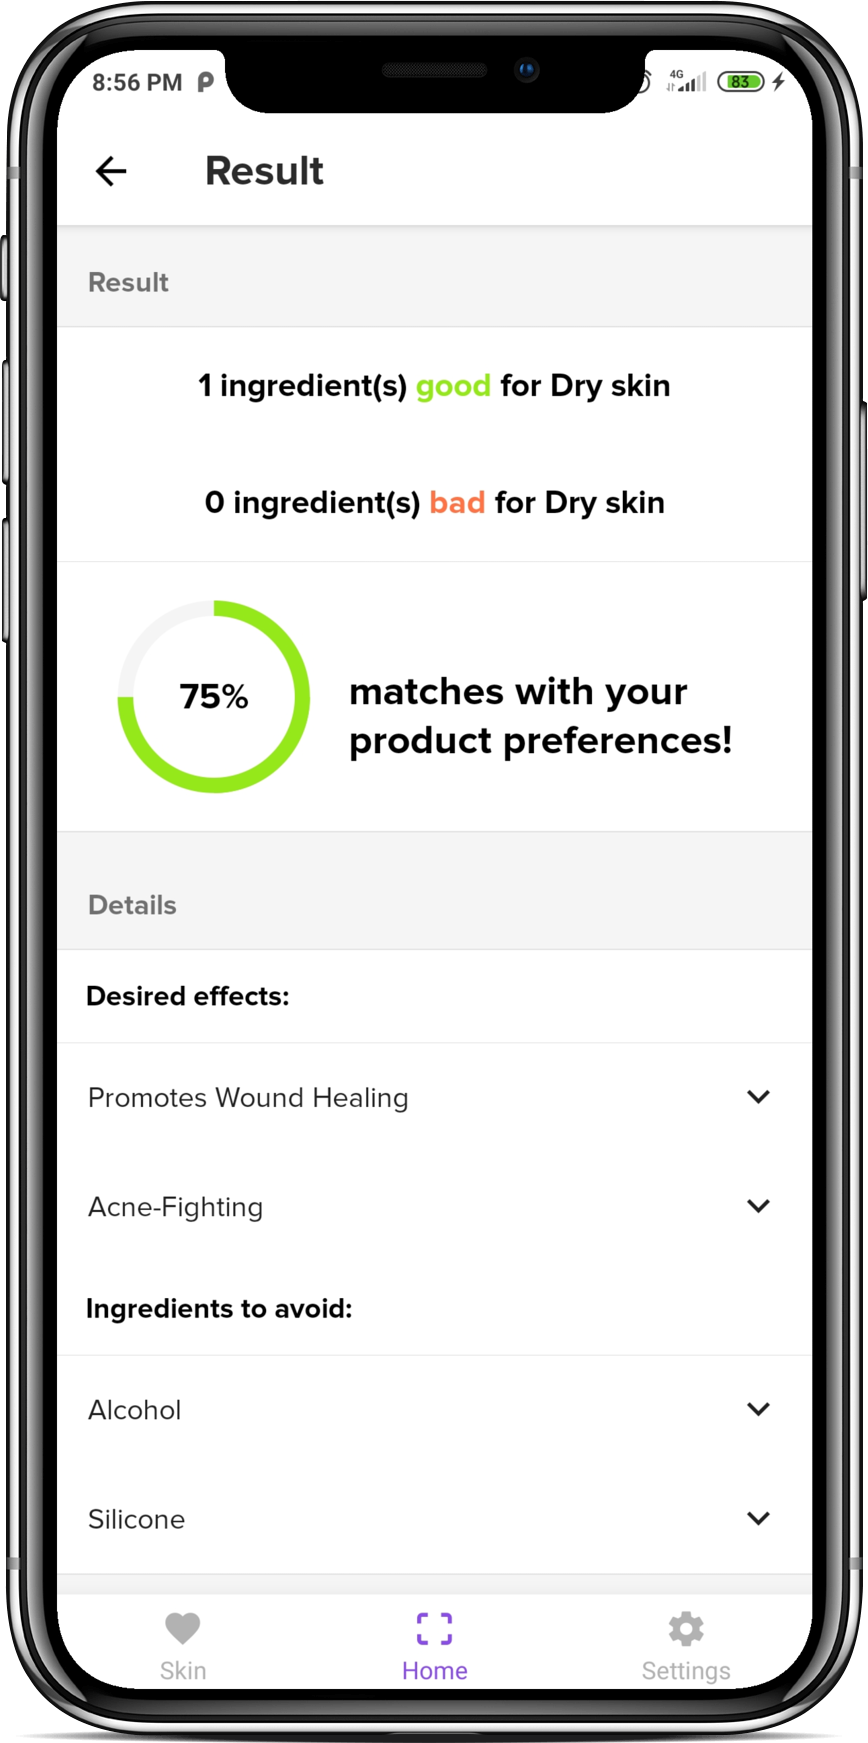 8:56 PM
4G
83
Result
Result
1 ingredient(s) good for Dry skin
0 ingredient(s) bad for Dry skin
75%
matches with your
product preferences!
Details
Desired effects:
Promotes Wound Healing
Acne-Fighting
Ingredients to avoid:
Alcohol
Silicone
Skin
Home
Settings